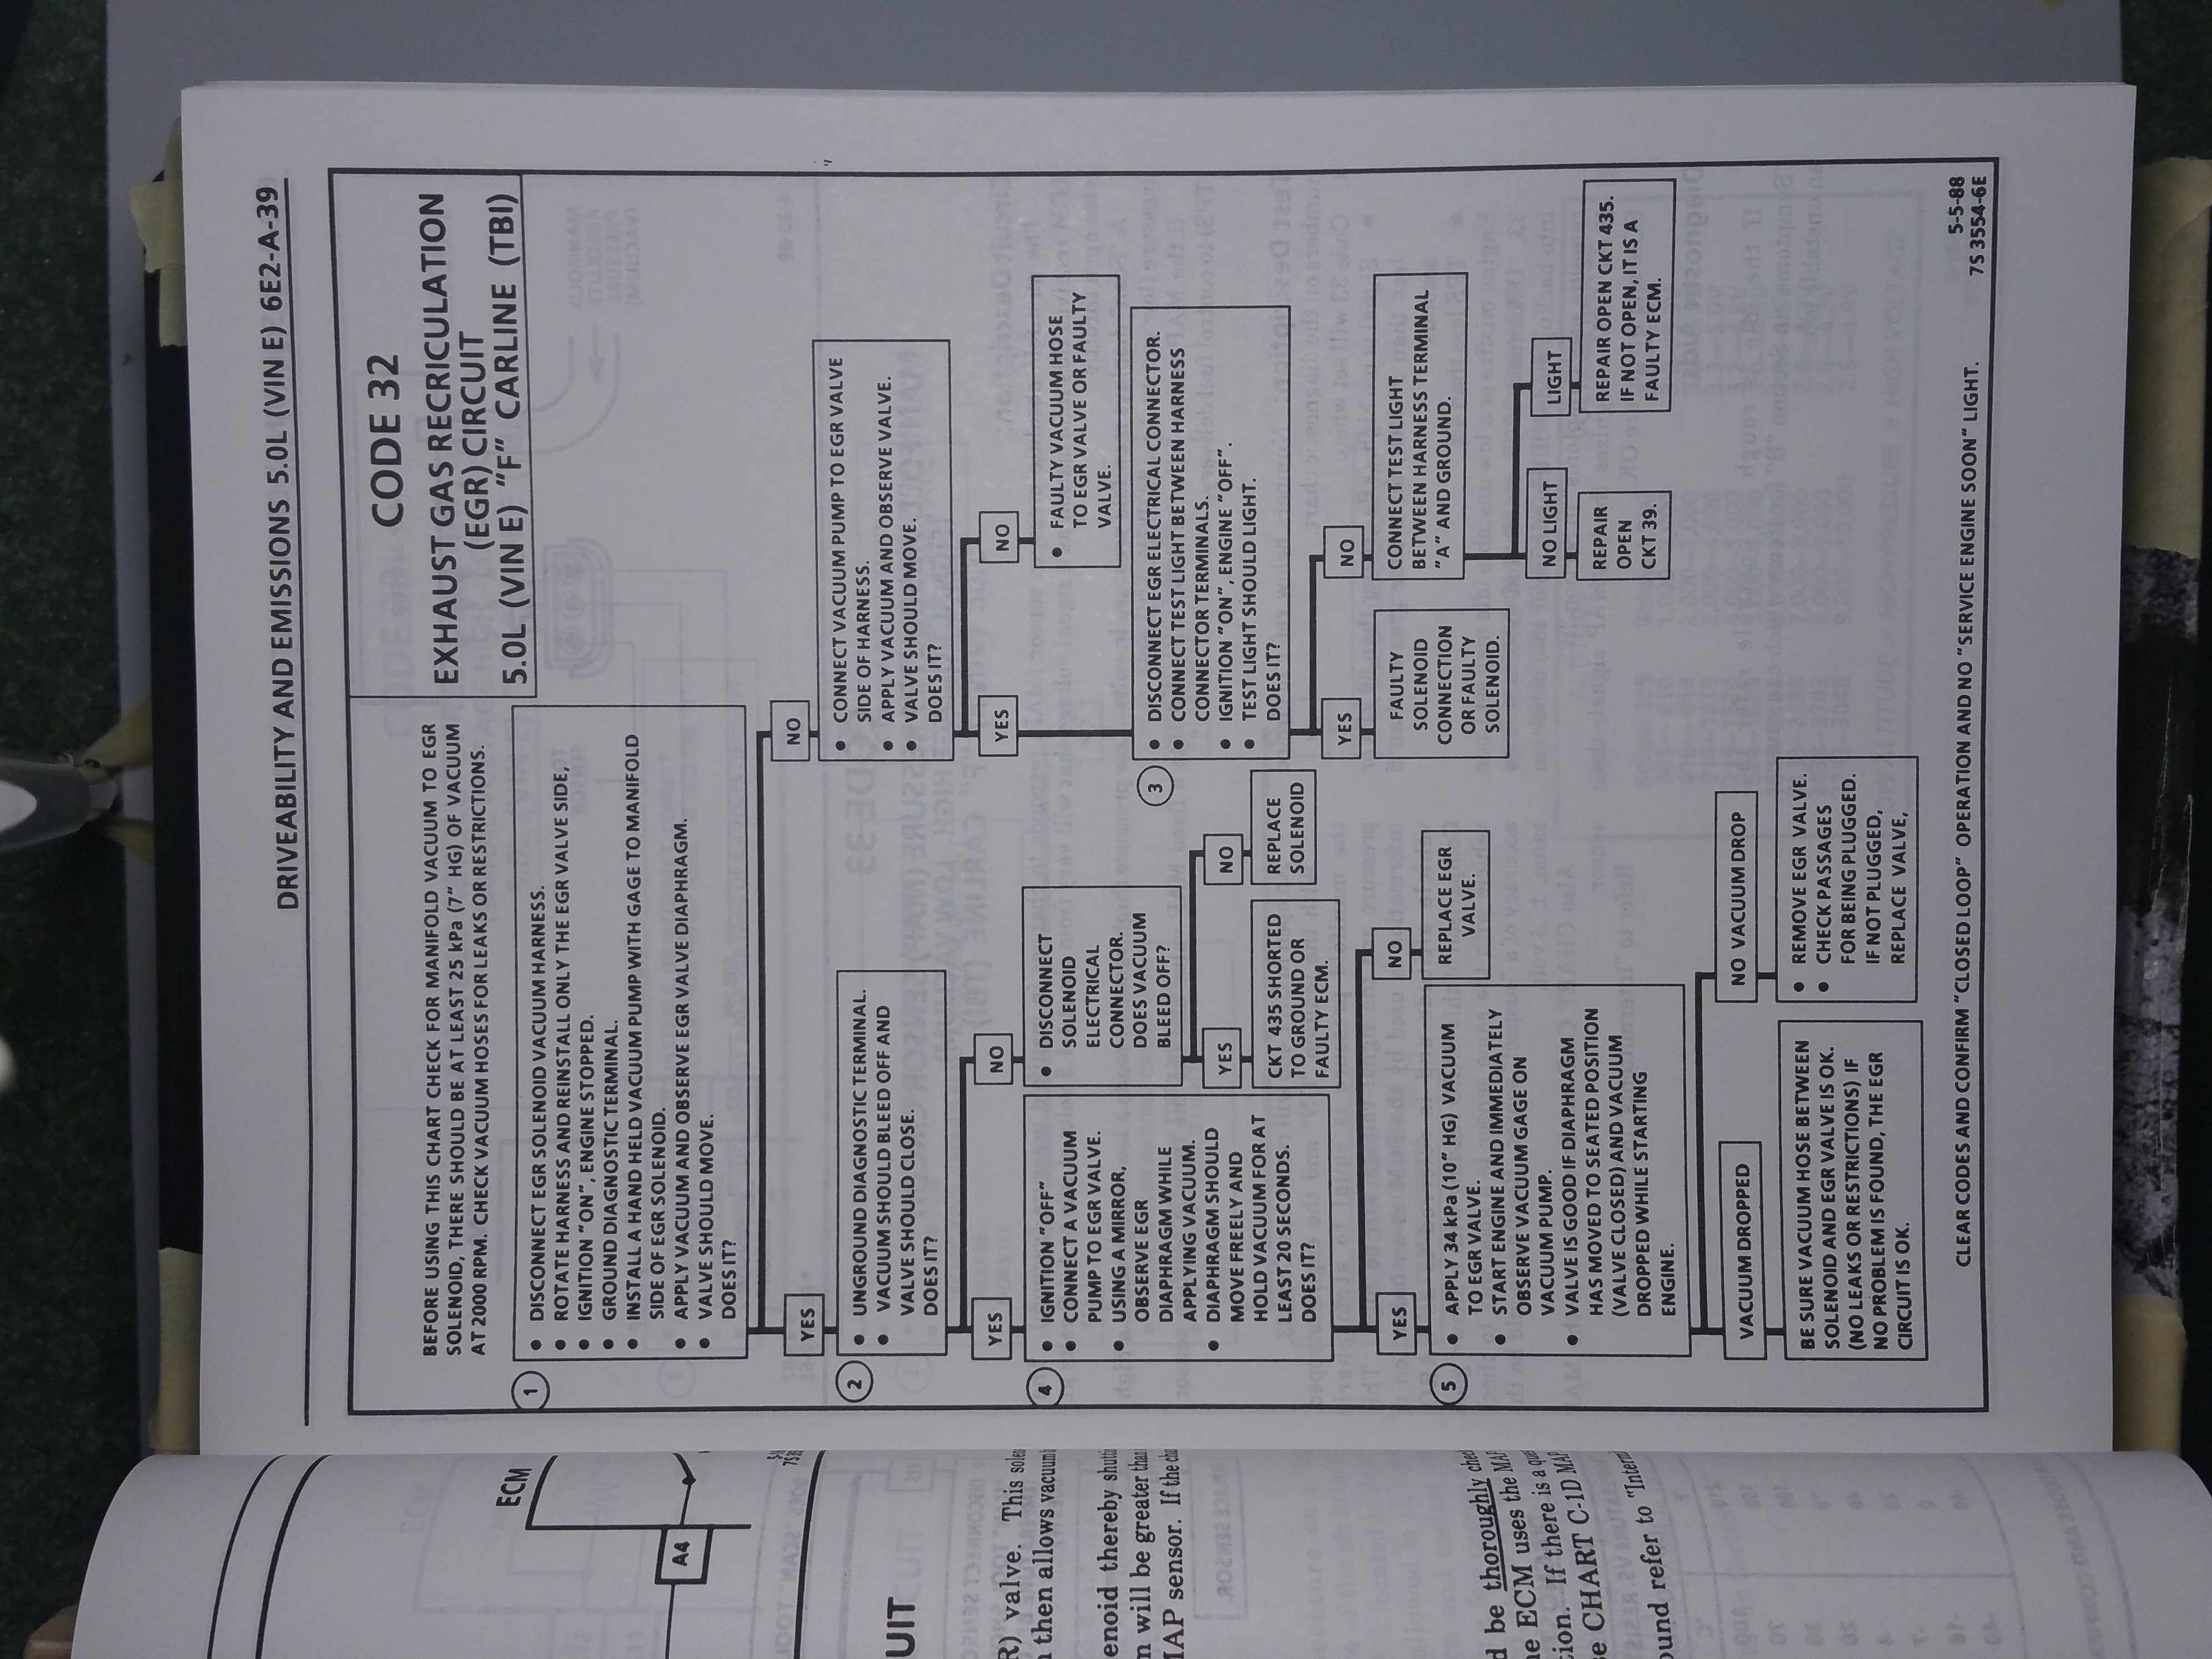 DRIVEABILITY AND EMISSIONS 5.0L (VIN E) 6E2-A-39
CODE 32
EXHAUST GAS RECRICULATION
(EGR) CIRCUIT
5.0L (VIN E) "F" CARLINE (TBI)
BEFORE USING THIS CHART CHECK FOR MANIFOLD VACUUM TO EGR
SOLENOID, THERE SHOULD BE AT LEAST 25 kPa (7" HG) OF VACUUM
AT 2000 RPM. CHECK VACUUM HOSES FOR LEAKS OR RESTRICTIONS.
1
• DISCONNECT EGR SOLENOID VACUUM HARNESS.
• ROTATE HARNESS AND REINSTALL ONLY THE EGR VALVE SIDE,
• IGNITION "ON", ENGINE STOPPED.
• GROUND DIAGNOSTIC TERMINAL.
• INSTALL A HAND HELD VACUUM PUMP WITH GAGE TO MANIFOLD
SIDE OF EGR SOLENOID.
• APPLY VACUUM AND OBSERVE EGR VALVE DIAPHRAGM.
• VALVE SHOULD MOVE.
DOES IT?
YES
NO
2
• UNGROUND DIAGNOSTIC TERMINAL.
• VACUUM SHOULD BLEED OFF AND
VALVE SHOULD CLOSE.
DOES IT?
• CONNECT VACUUM PUMP TO EGR VALVE
SIDE OF HARNESS.
• APPLY VACUUM AND OBSERVE VALVE.
• VALVE SHOULD MOVE.
DOES IT?
YES
NO
YES
NO
• FAULTY VACUUM HOSE
TO EGR VALVE OR FAULTY
VALVE.
4
• IGNITION "OFF"
• CONNECT A VACUUM
PUMP TO EGR VALVE.
• USING A MIRROR,
OBSERVE EGR
DIAPHRAGM WHILE
APPLYING VACUUM.
• DIAPHRAGM SHOULD
MOVE FREELY AND
HOLD VACUUM FOR AT
LEAST 20 SECONDS.
DOES IT?
• DISCONNECT
SOLENOID
ELECTRICAL
CONNECTOR.
DOES VACUUM
BLEED OFF?
YES
NO
CKT 435 SHORTED
TO GROUND OR
FAULTY ECM.
REPLACE
SOLENOID
3
• DISCONNECT EGR ELECTRICAL CONNECTOR.
• CONNECT TEST LIGHT BETWEEN HARNESS
CONNECTOR TERMINALS.
• IGNITION "ON", ENGINE "OFF".
• TEST LIGHT SHOULD LIGHT.
DOES IT?
YES
NO
FAULTY
SOLENOID
CONNECTION
OR FAULTY
SOLENOID.
CONNECT TEST LIGHT
BETWEEN HARNESS TERMINAL
"A" AND GROUND.
NO LIGHT
LIGHT
REPAIR
OPEN
CKT 39.
REPAIR OPEN CKT 435.
IF NOT OPEN, IT IS A
FAULTY ECM.
YES
NO
REPLACE EGR
VALVE.
5
• APPLY 34 kPa (10" HG) VACUUM
TO EGR VALVE.
• START ENGINE AND IMMEDIATELY
OBSERVE VACUUM GAGE ON
VACUUM PUMP.
• VALVE IS GOOD IF DIAPHRAGM
HAS MOVED TO SEATED POSITION
(VALVE CLOSED) AND VACUUM
DROPPED WHILE STARTING
ENGINE.
VACUUM DROPPED
NO VACUUM DROP
BE SURE VACUUM HOSE BETWEEN
SOLENOID AND EGR VALVE IS OK.
(NO LEAKS OR RESTRICTIONS) IF
NO PROBLEM IS FOUND, THE EGR
CIRCUIT IS OK.
• REMOVE EGR VALVE.
• CHECK PASSAGES
FOR BEING PLUGGED.
IF NOT PLUGGED,
REPLACE VALVE,
CLEAR CODES AND CONFIRM "CLOSED LOOP" OPERATION AND NO "SERVICE ENGINE SOON" LIGHT.
5-5-88
7S 3554-6E
ECM
A4
UIT
R) valve. This
then allows vacuum
enoid thereby
n will be greater than
MAP sensor. If the
d be thoroughly
he ECM uses the MAP
tion. If there is a
se CHART C-1D MAP
ound refer to